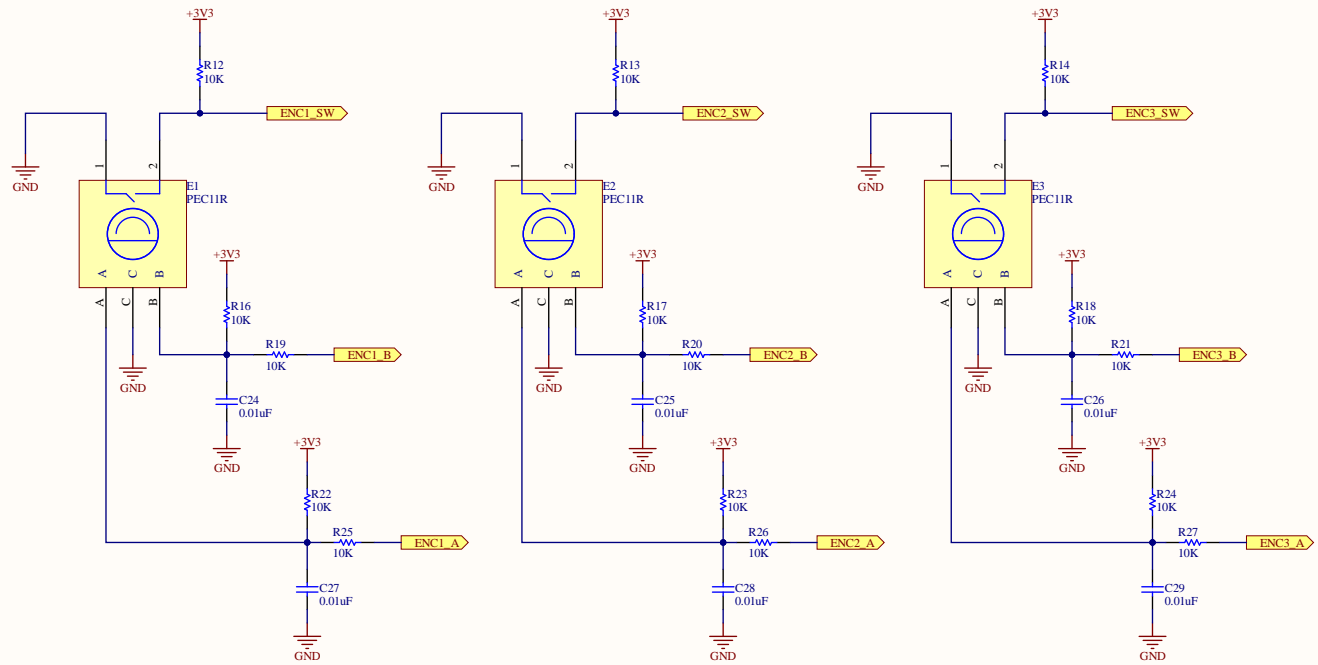 +3V3
R12
10K
ENC1_SW
GND
1
2
E1
PEC11R
A
C
B
A
C
B
GND
+3V3
R16
10K
R19
10K
ENC1_B
C24
0.01uF
GND
+3V3
R22
10K
R25
10K
ENC1_A
C27
0.01uF
GND
+3V3
R13
10K
ENC2_SW
GND
1
2
E2
PEC11R
A
C
B
A
C
B
GND
+3V3
R17
10K
R20
10K
ENC2_B
C25
0.01uF
GND
+3V3
R23
10K
R26
10K
ENC2_A
C28
0.01uF
GND
+3V3
R14
10K
ENC3_SW
GND
1
2
E3
PEC11R
A
C
B
A
C
B
GND
+3V3
R18
10K
R21
10K
ENC3_B
C26
0.01uF
GND
+3V3
R24
10K
R27
10K
ENC3_A
C29
0.01uF
GND